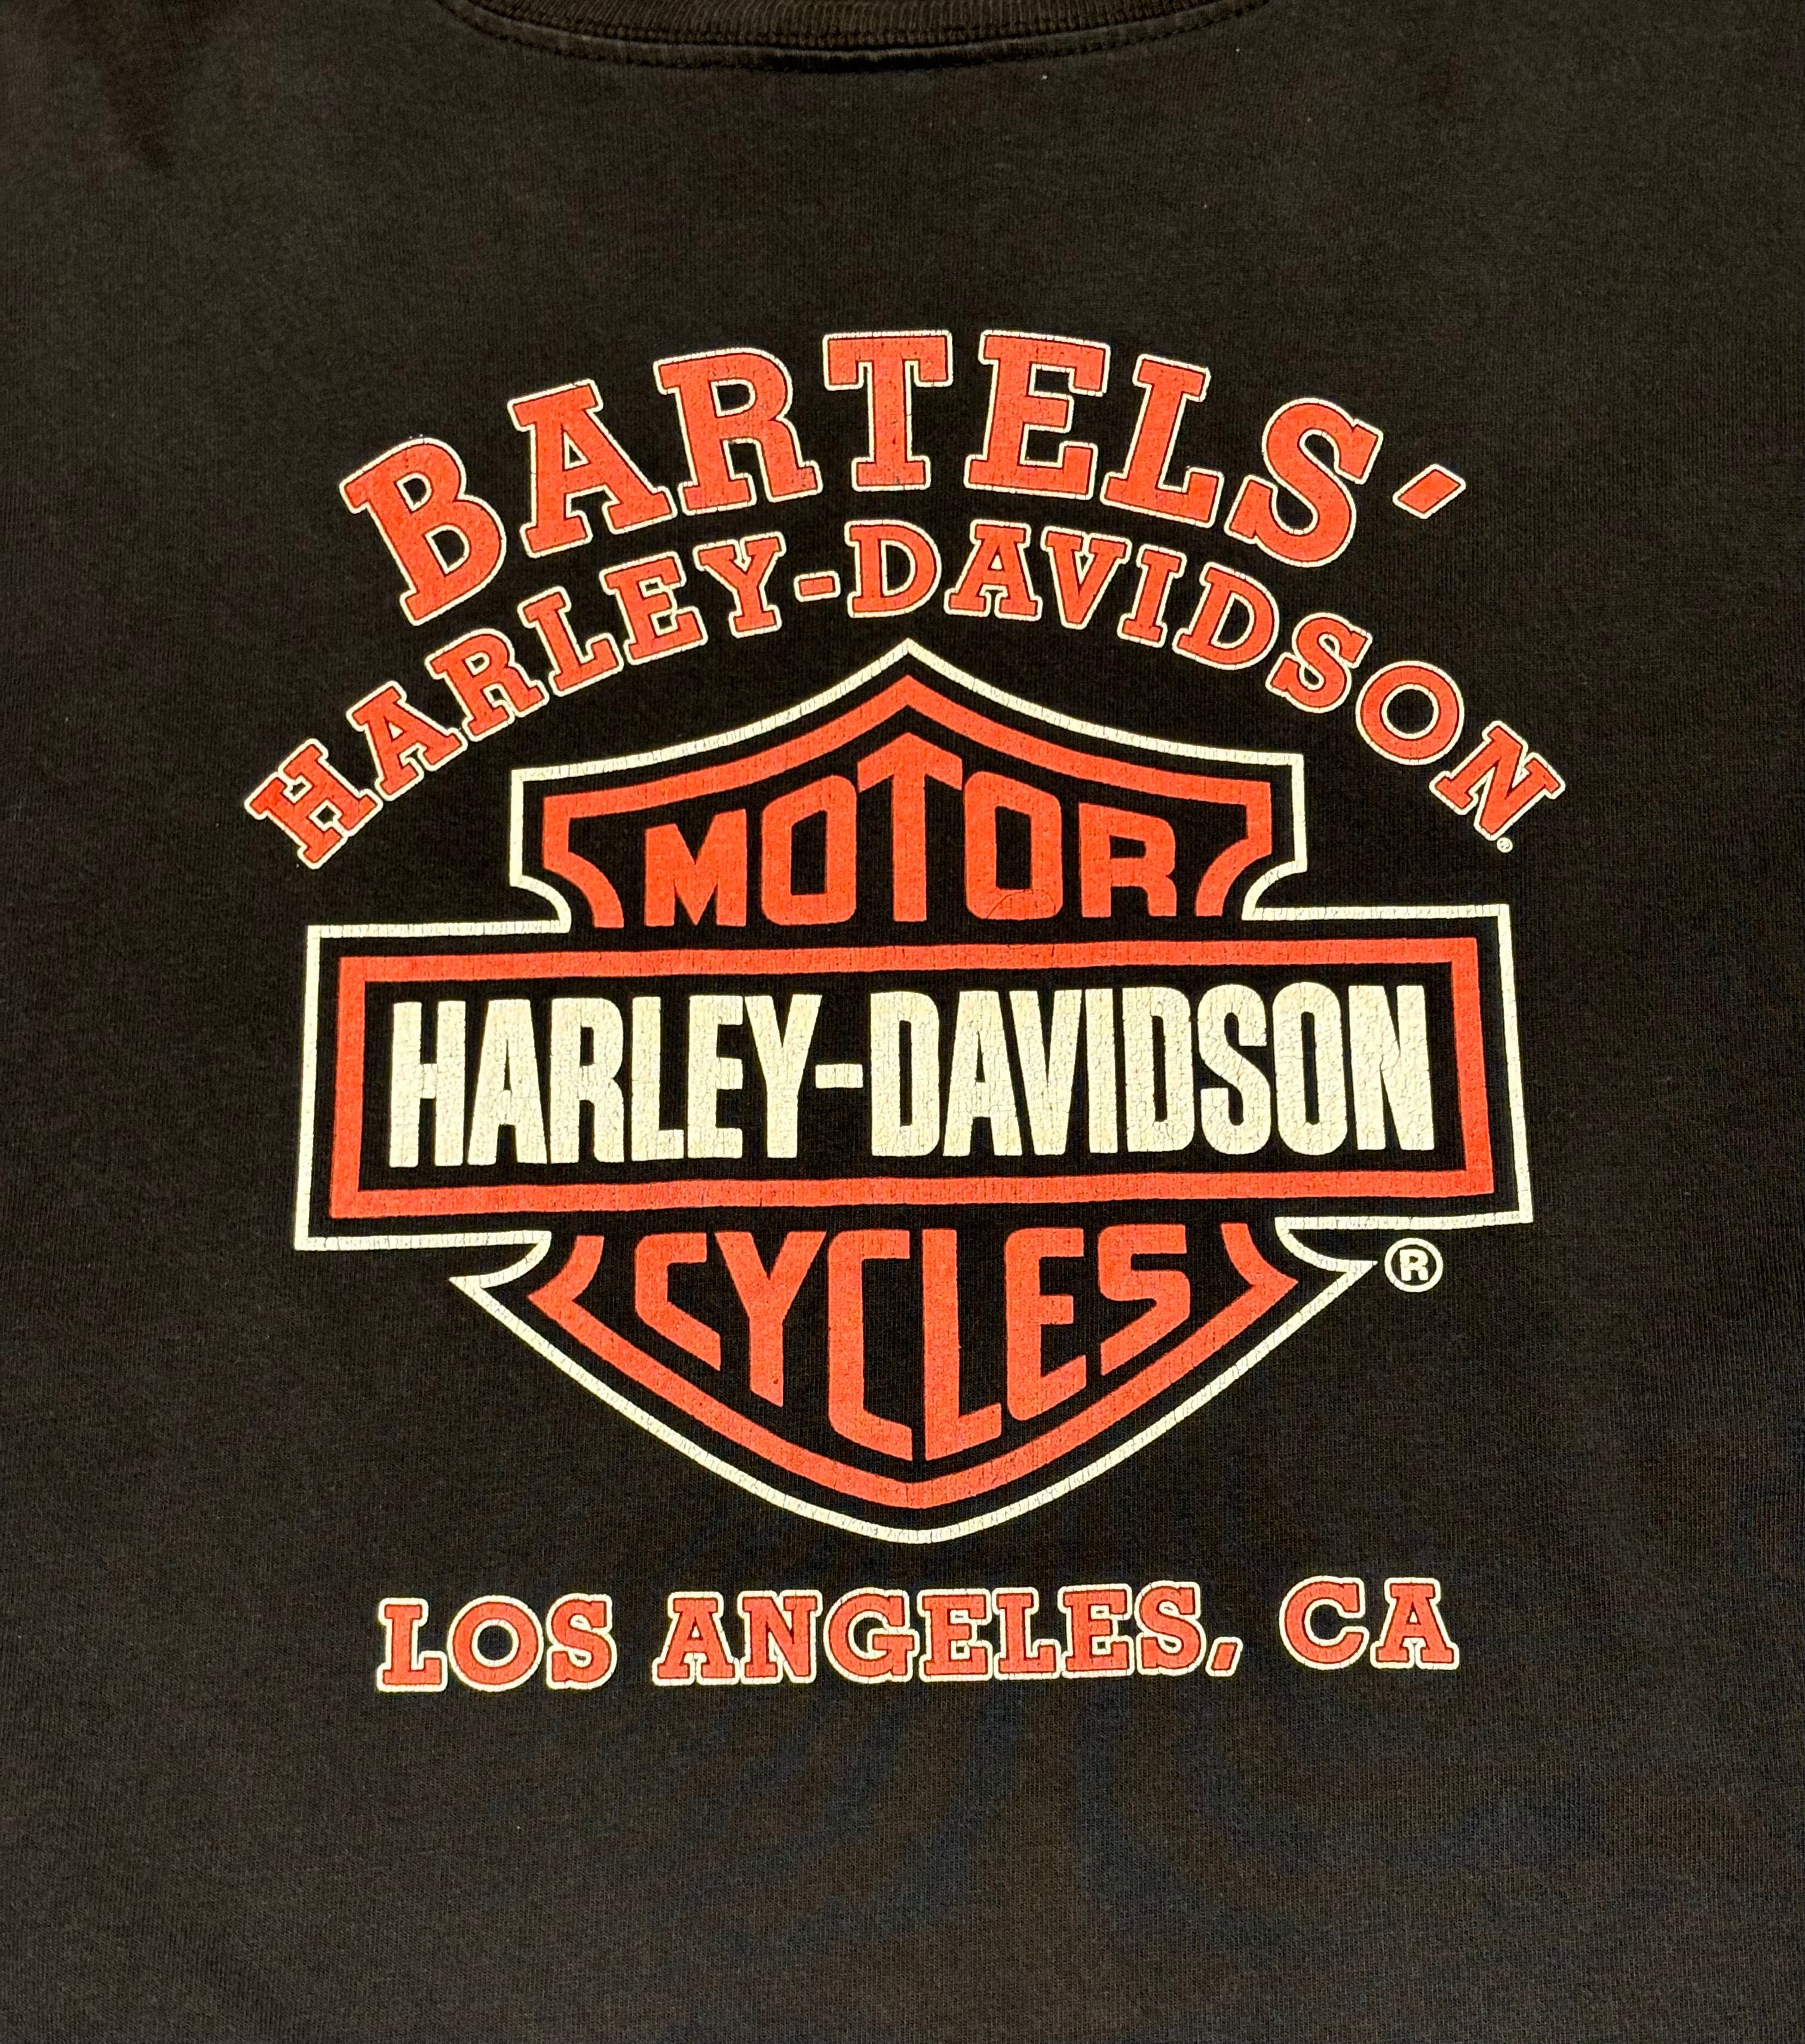 BARTELS'
HARLEY-DAVIDSON®
MOTOR
HARLEY-DAVIDSON
CYCLES
®
LOS ANGELES, CA